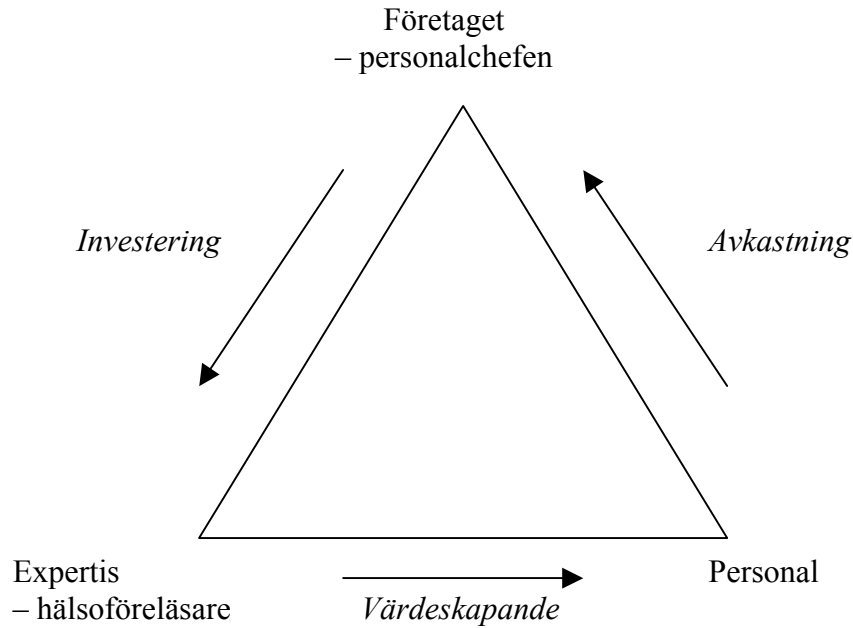 Företaget
– personalchefen
Investering
Avkastning
Expertis
– hälsoföreläsare
Värdeskapande
Personal